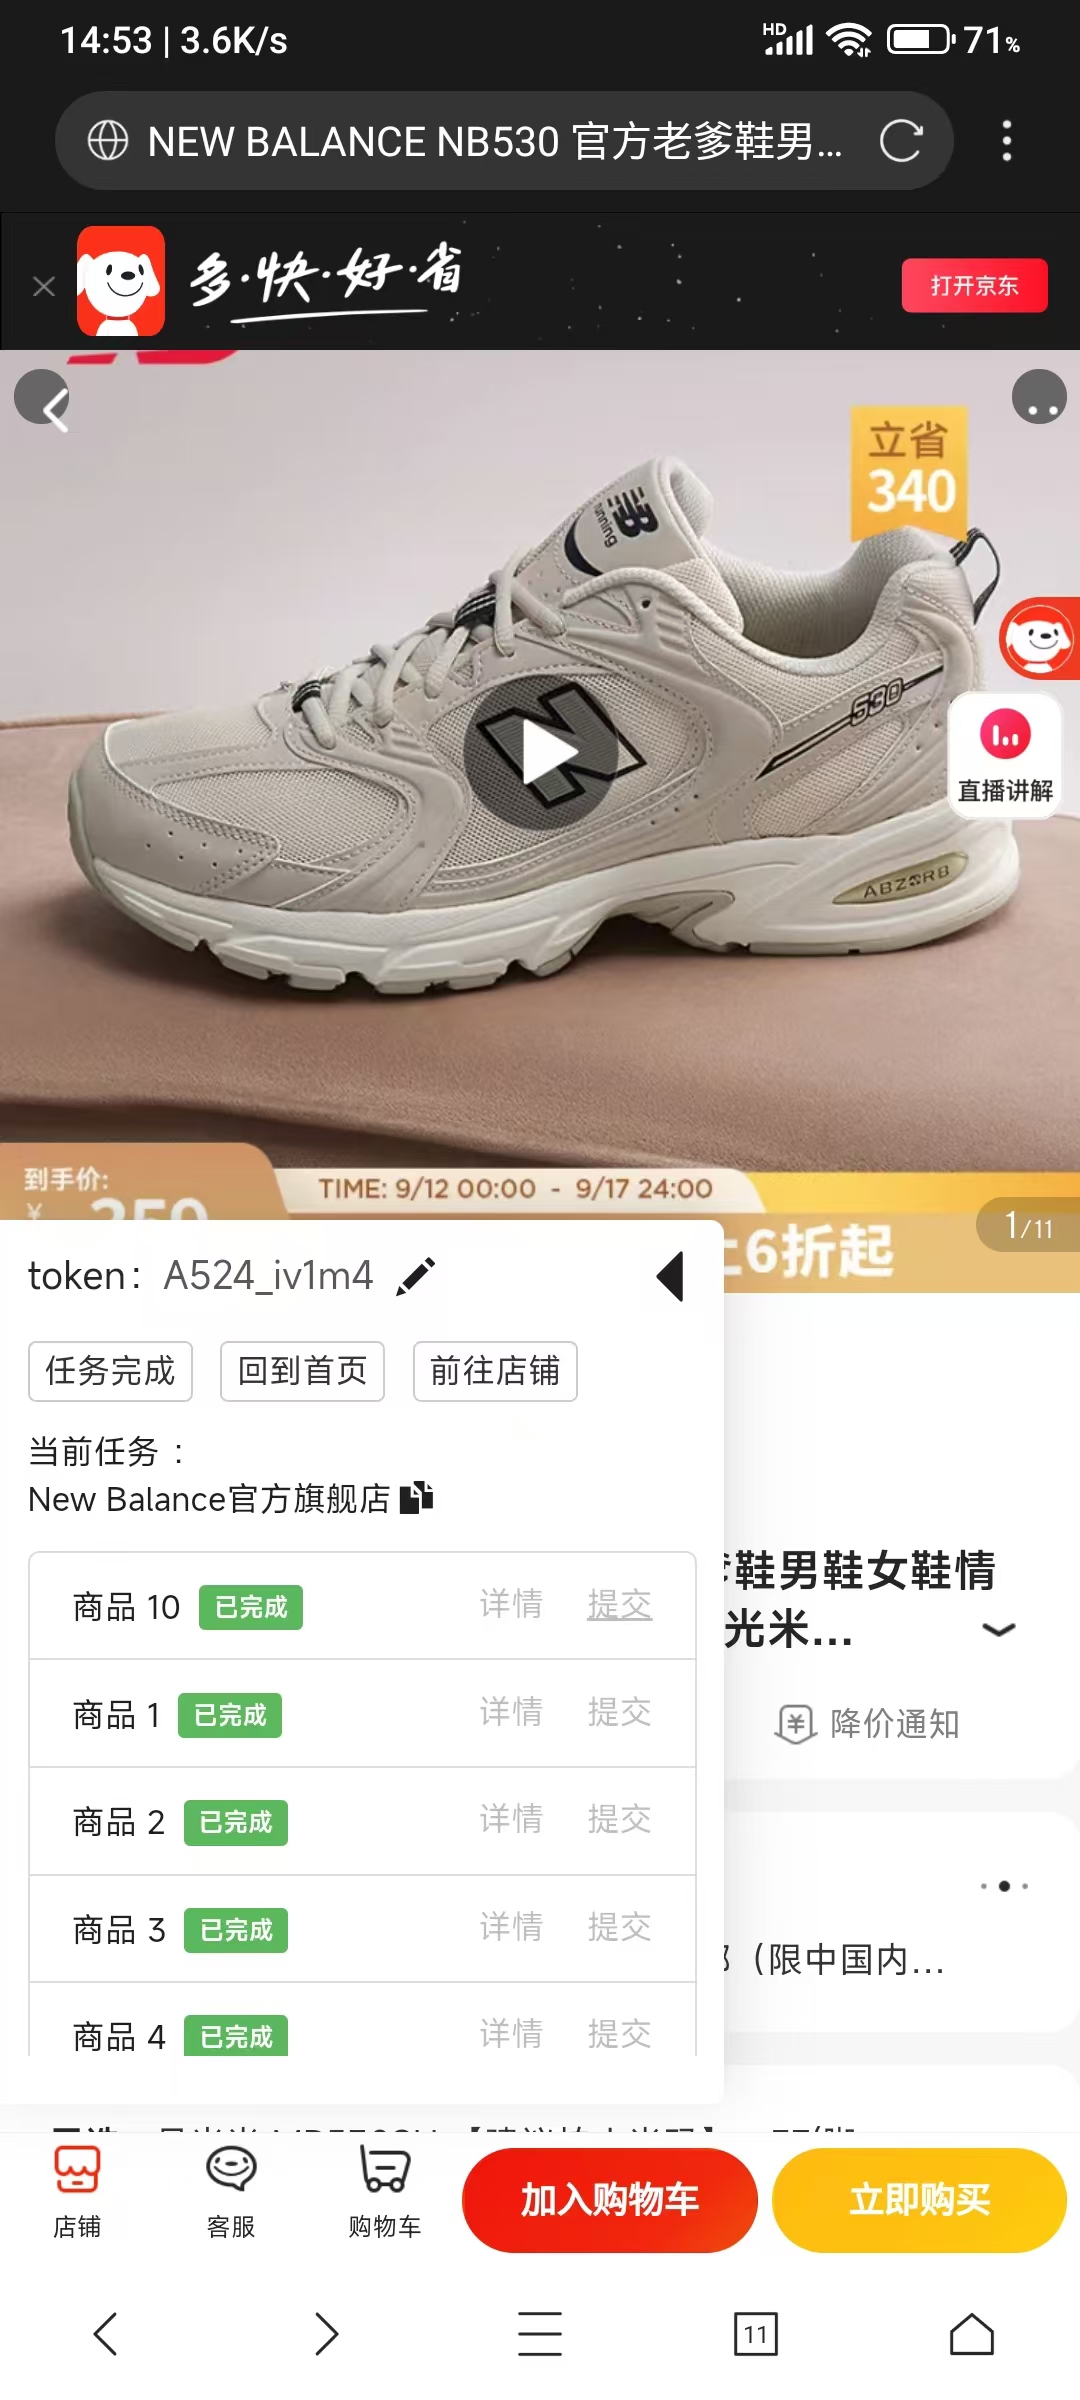 14:53 | 3.6K/s
HD
71%
NEW BALANCE NB530 官方老爹鞋男...
多·快·好·省
打开京东
立省
340
running
530
ABZORB
直播讲解
到手价:
TIME: 9/12 00:00 - 9/17 24:00
¥
1/11
6折起
token: A524_iv1m4
任务完成
回到首页
前往店铺
当前任务 :
New Balance官方旗舰店
商品 10 已完成 详情 提交
鞋男鞋女鞋情
光米...
商品 1 已完成 详情 提交
降价通知
商品 2 已完成 详情 提交
商品 3 已完成 详情 提交
（限中国内...
商品 4 已完成 详情 提交
店铺
客服
购物车
加入购物车
立即购买
11